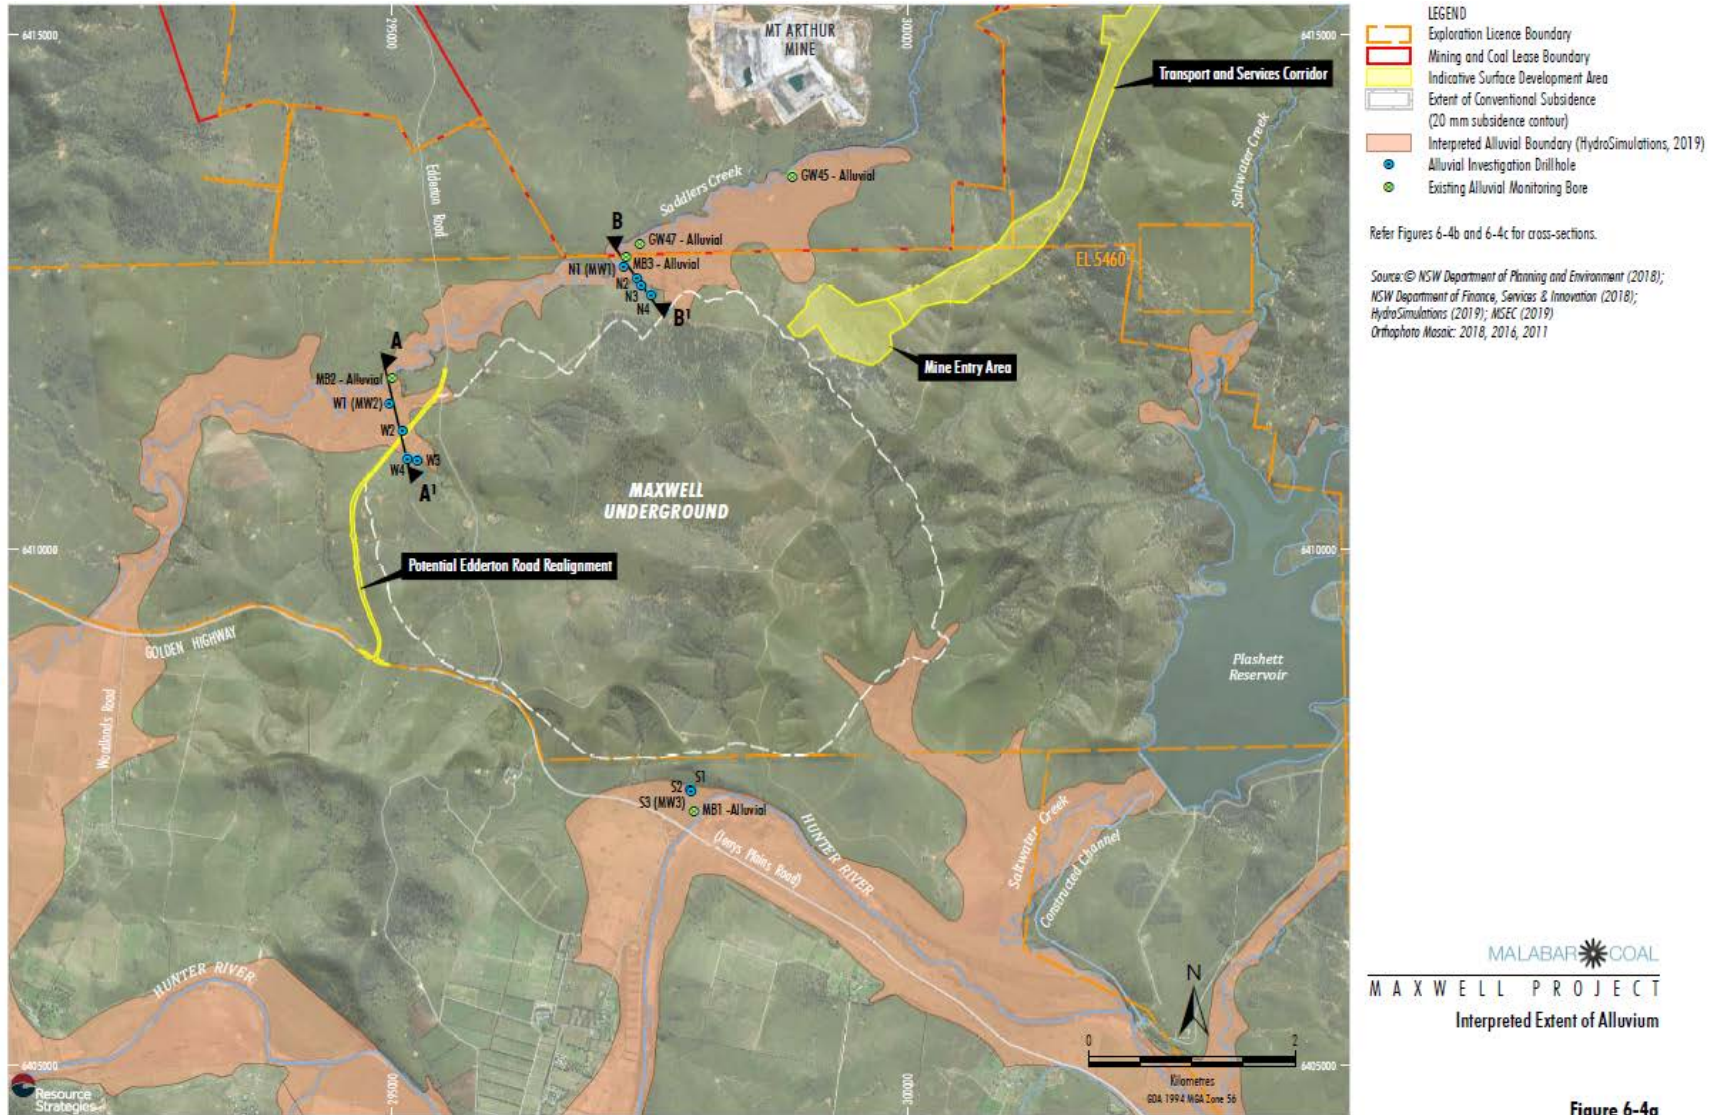 6415000
295000
300000
6415000
MT ARTHUR
MINE
Transport and Services Corridor
Saltwater Creek
Edderton Road
Saddlers Creek
GW45 - Alluvial
B
GW47 - Alluvial
MB3 - Alluvial
N1 (MW1)
N2
N3
N4
B¹
EL 5460
Mine Entry Area
A
MB2 - Alluvial
W1 (MW2)
W2
W3
W4
A¹
MAXWELL
UNDERGROUND
6410000
6410000
Potential Edderton Road Realignment
GOLDEN HIGHWAY
Plashett
Reservoir
Woodlands Road
S1
S2
S3 (MW3)
MB1 -Alluvial
(Jerrys Plains Road)
HUNTER RIVER
Saltwater Creek
Constructed Channel
HUNTER RIVER
N
0
2
Kilometres
GDA 1994 MGA Zone 56
6405000
295000
300000
6405000
Resource
Strategies
LEGEND
Exploration Licence Boundary
Mining and Coal Lease Boundary
Indicative Surface Development Area
Extent of Conventional Subsidence
(20 mm subsidence contour)
Interpreted Alluvial Boundary (HydroSimulations, 2019)
Alluvial Investigation Drillhole
Existing Alluvial Monitoring Bore
Refer Figures 6-4b and 6-4c for cross-sections.
Source: © NSW Department of Planning and Environment (2018);
NSW Department of Finance, Services & Innovation (2018);
HydroSimulations (2019); MSEC (2019)
Orthophoto Mosaic: 2018, 2016, 2011
MALABAR COAL
MAXWELL PROJECT
Interpreted Extent of Alluvium
Figure 6-4a